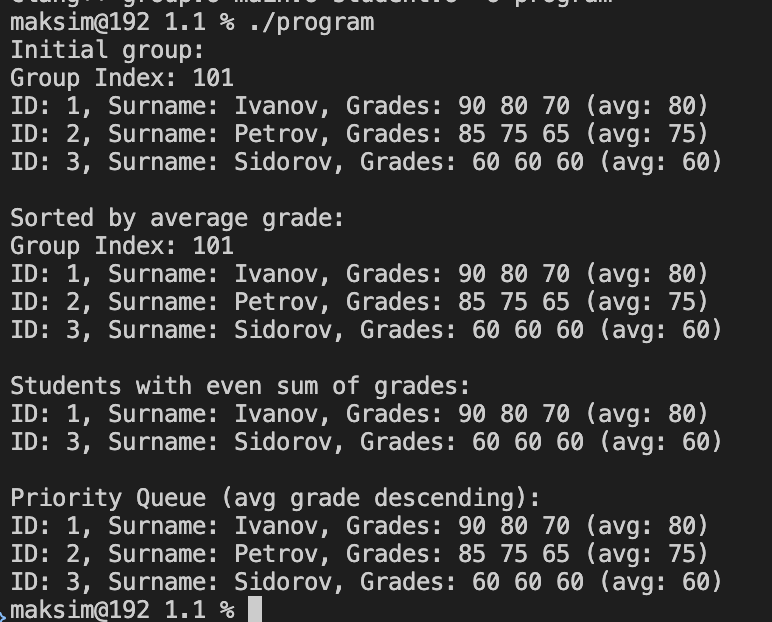 maksim@192 1.1 % ./program
Initial group:
Group Index: 101
ID: 1, Surname: Ivanov, Grades: 90 80 70 (avg: 80)
ID: 2, Surname: Petrov, Grades: 85 75 65 (avg: 75)
ID: 3, Surname: Sidorov, Grades: 60 60 60 (avg: 60)
Sorted by average grade:
Group Index: 101
ID: 1, Surname: Ivanov, Grades: 90 80 70 (avg: 80)
ID: 2, Surname: Petrov, Grades: 85 75 65 (avg: 75)
ID: 3, Surname: Sidorov, Grades: 60 60 60 (avg: 60)
Students with even sum of grades:
ID: 1, Surname: Ivanov, Grades: 90 80 70 (avg: 80)
ID: 3, Surname: Sidorov, Grades: 60 60 60 (avg: 60)
Priority Queue (avg grade descending):
ID: 1, Surname: Ivanov, Grades: 90 80 70 (avg: 80)
ID: 2, Surname: Petrov, Grades: 85 75 65 (avg: 75)
ID: 3, Surname: Sidorov, Grades: 60 60 60 (avg: 60)
maksim@192 1.1 %